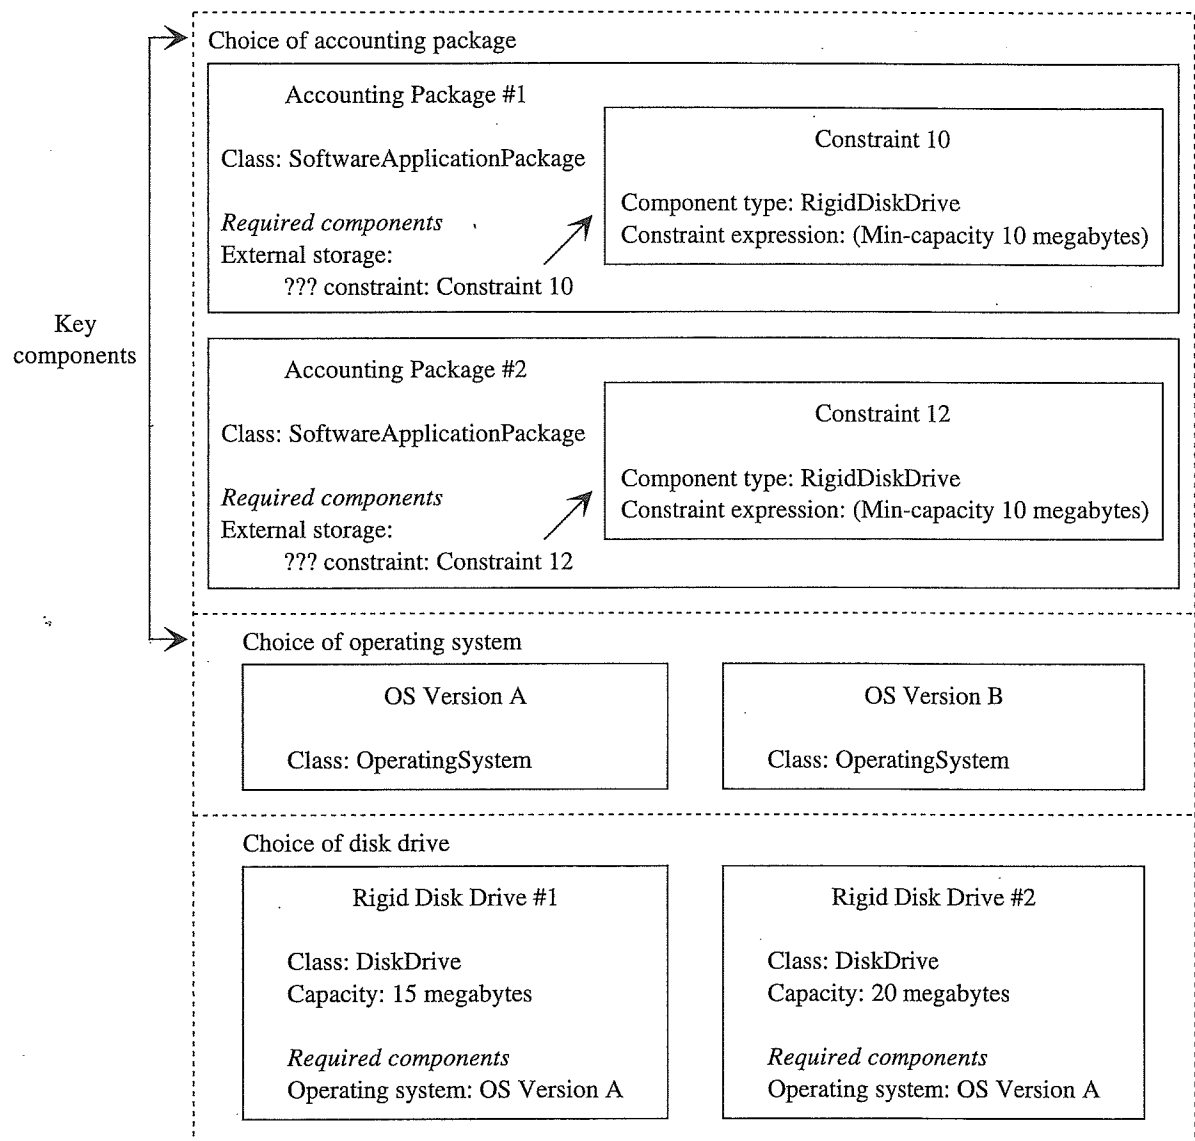 Choice of accounting package
Accounting Package #1
Class: SoftwareApplicationPackage
Required components
External storage:
??? constraint: Constraint 10
Constraint 10
Component type: RigidDiskDrive
Constraint expression: (Min-capacity 10 megabytes)
Key
components
Accounting Package #2
Class: SoftwareApplicationPackage
Required components
External storage:
??? constraint: Constraint 12
Constraint 12
Component type: RigidDiskDrive
Constraint expression: (Min-capacity 10 megabytes)
Choice of operating system
OS Version A
Class: OperatingSystem
OS Version B
Class: OperatingSystem
Choice of disk drive
Rigid Disk Drive #1
Class: DiskDrive
Capacity: 15 megabytes
Required components
Operating system: OS Version A
Rigid Disk Drive #2
Class: DiskDrive
Capacity: 20 megabytes
Required components
Operating system: OS Version A